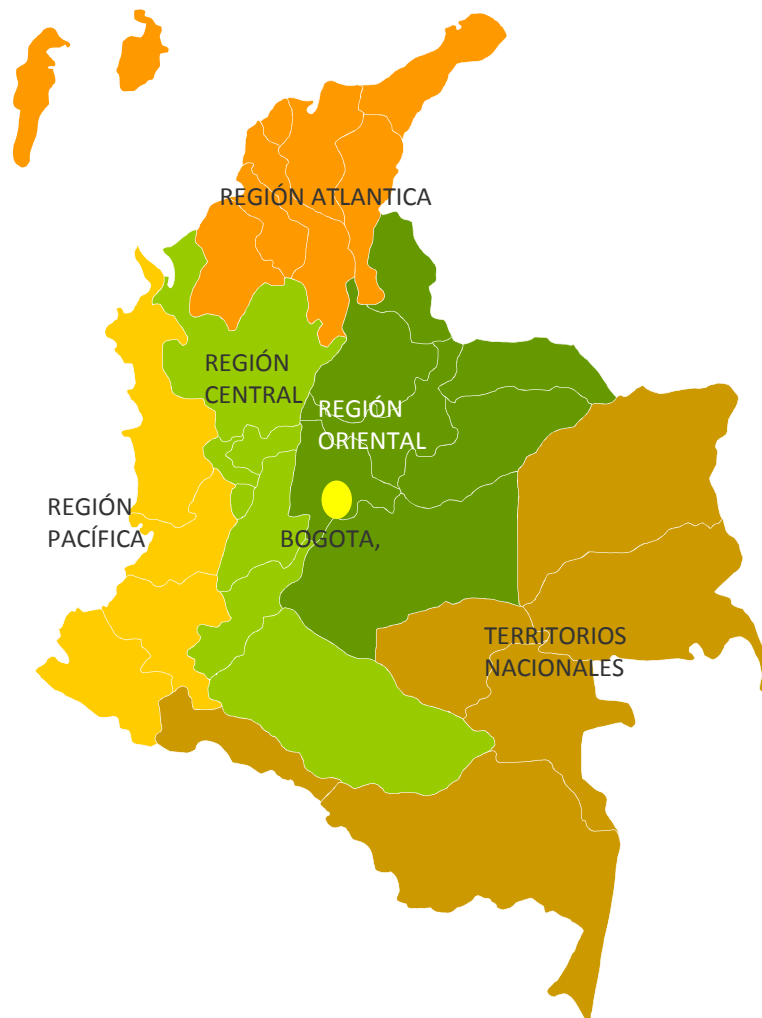 REGIÓN ATLANTICA
REGIÓN
CENTRAL
REGIÓN
ORIENTAL
REGIÓN
PACÍFICA
BOGOTA,
TERRITORIOS
NACIONALES